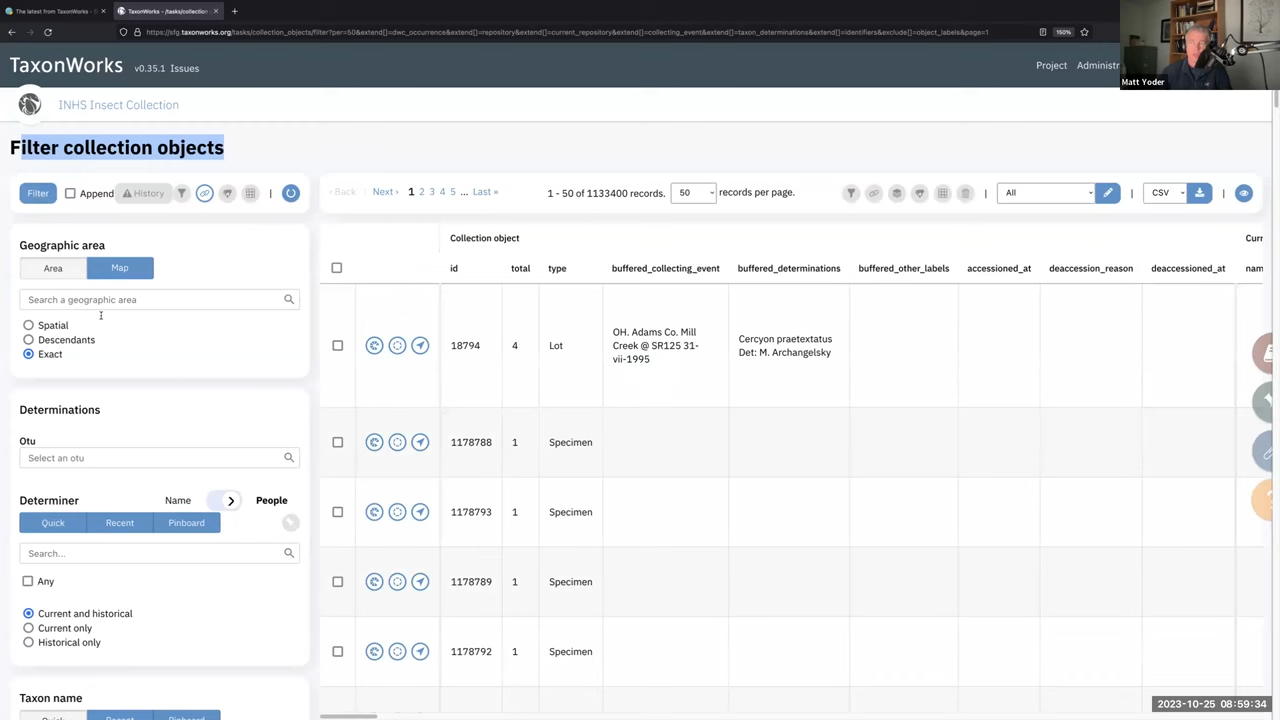 The latest from TaxonWorks - S
TaxonWorks - /tasks/collection
https://sfg.taxonworks.org/tasks/collection_objects/filter?per=50&extend[]=dwc_occurrence&extend[]=repository&extend[]=current_repository&extend[]=collecting_event&extend[]=taxon_determinations&extend[]=identifiers&exclude[]=object_labels&page=1
150%
TaxonWorks v0.35.1 Issues
Project Administr
Matt Yoder
INHS Insect Collection
Filter collection objects
Filter Append History
‹ Back Next › 1 2 3 4 5 ... Last » 1 - 50 of 1133400 records. 50 records per page. All CSV
Geographic area
Area Map
Search a geographic area
Spatial
Descendants
Exact
Determinations
Otu
Select an otu
Determiner Name People
Quick Recent Pinboard
Search...
Any
Current and historical
Current only
Historical only
Taxon name
Quick Recent Pinboard
Collection object Curr
id total type buffered_collecting_event buffered_determinations buffered_other_labels accessioned_at deaccession_reason deaccessioned_at nam
18794 4 Lot
OH. Adams Co. Mill
Creek @ SR125 31-
vii-1995
Cercyon praetextatus
Det: M. Archangelsky
1178788 1 Specimen
1178793 1 Specimen
1178789 1 Specimen
1178792 1 Specimen
2023-10-25 08:59:34